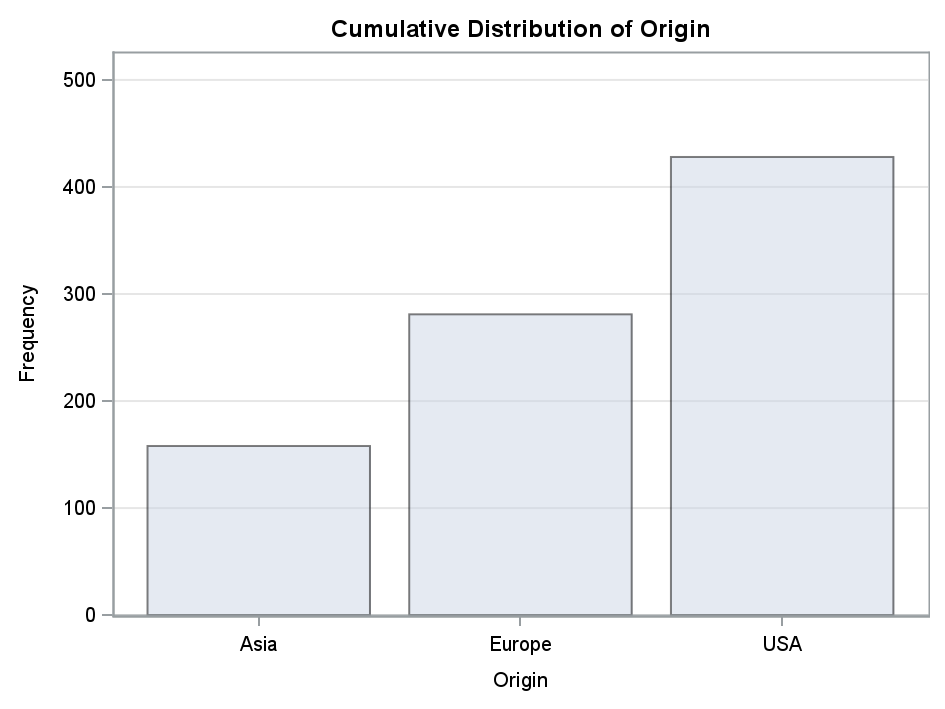 Cumulative Distribution of Origin
500
400
300
200
100
0
Frequency
Asia
Europe
USA
Origin